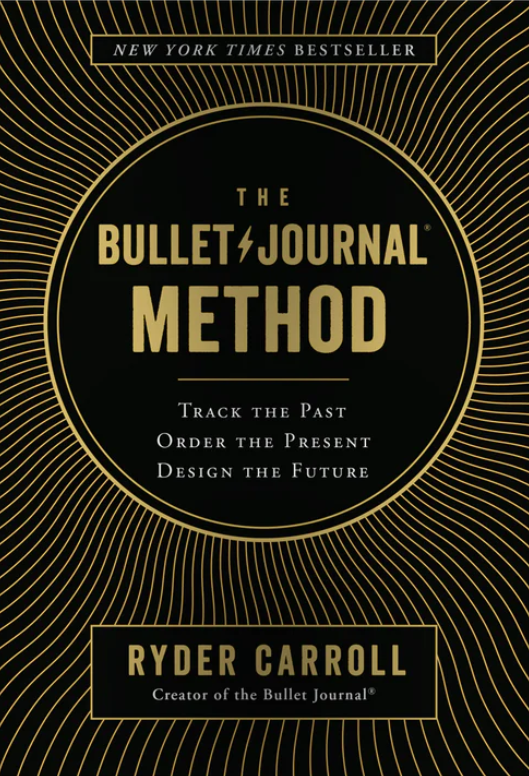 NEW YORK TIMES BESTSELLER
THE
BULLET JOURNAL®
METHOD
TRACK THE PAST
ORDER THE PRESENT
DESIGN THE FUTURE
RYDER CARROLL
Creator of the Bullet Journal®